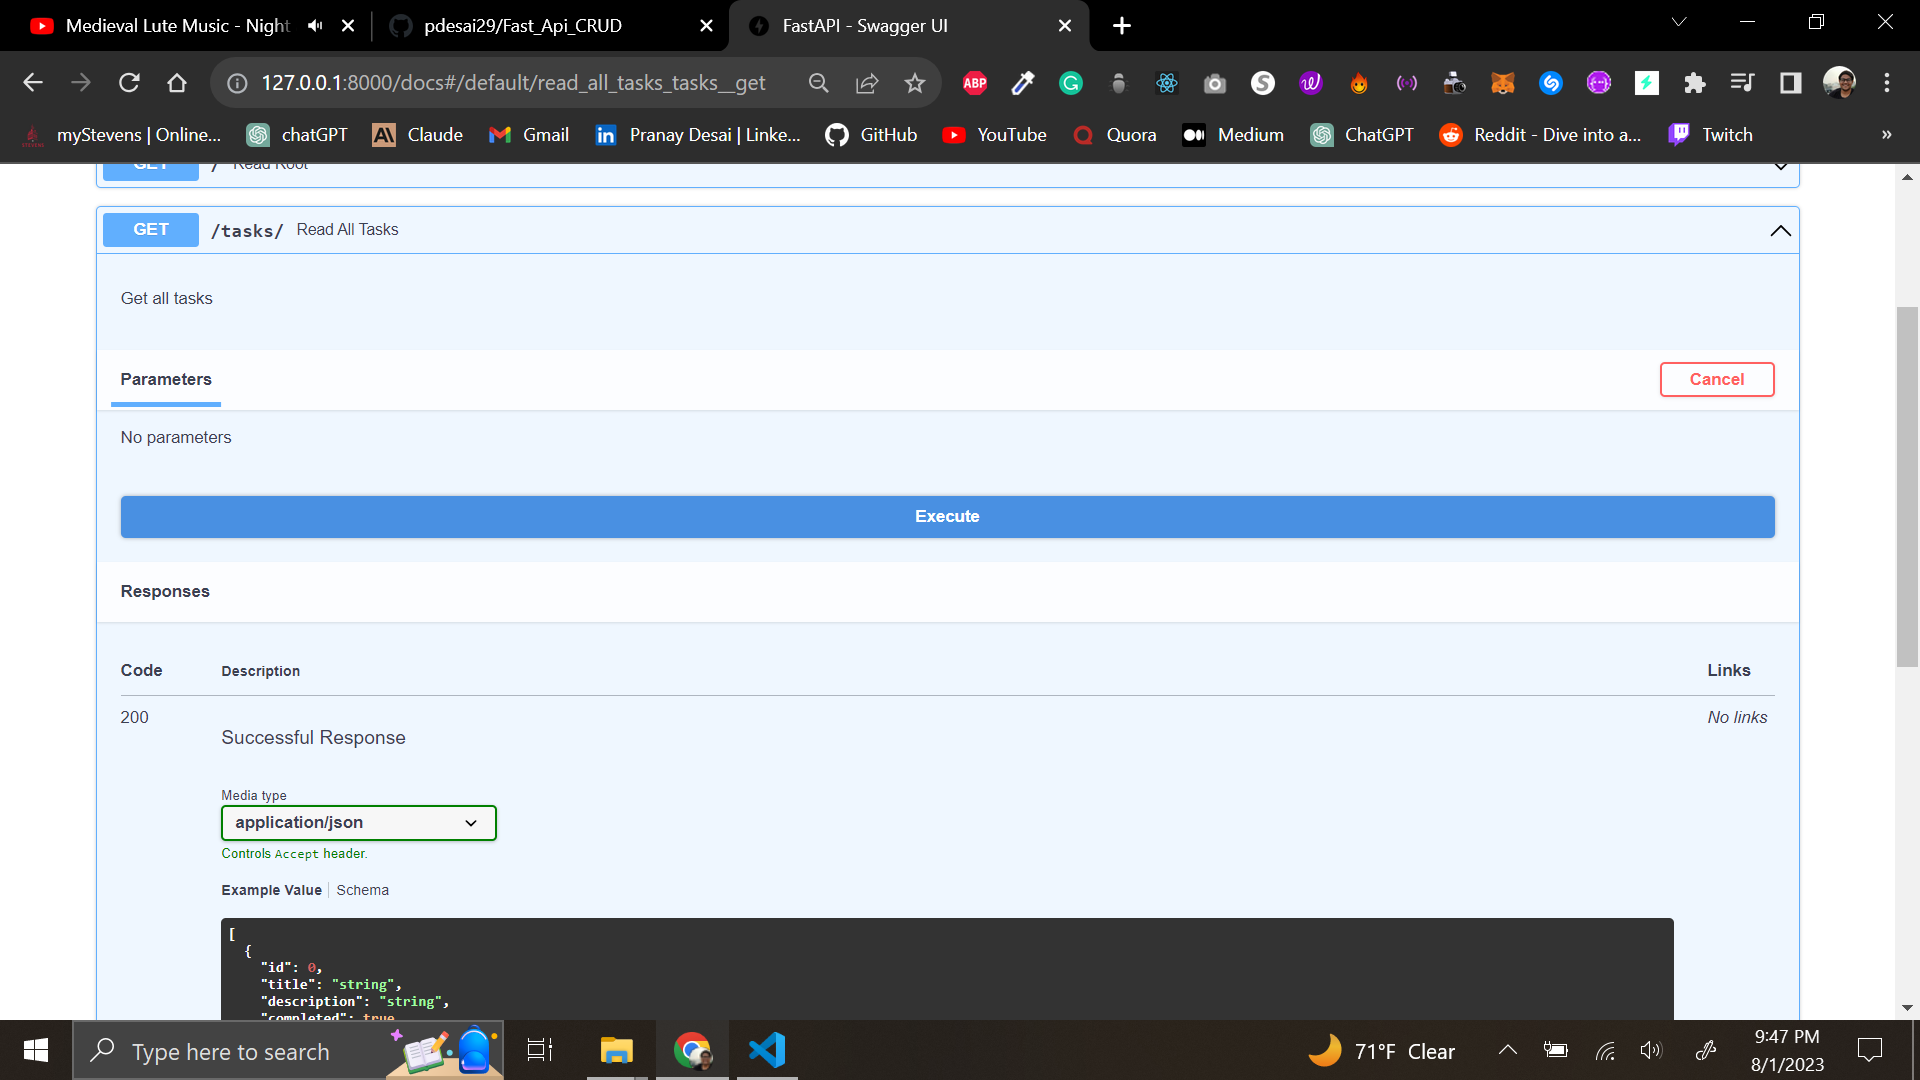 Medieval Lute Music - Night
pdesai29/Fast_Api_CRUD
FastAPI - Swagger UI
127.0.0.1:8000/docs#/default/read_all_tasks_tasks__get
ABP
myStevens | Online...
chatGPT
Claude
Gmail
Pranay Desai | Linke...
GitHub
YouTube
Quora
Medium
ChatGPT
Reddit - Dive into a...
Twitch
»
GET / Read Root
GET /tasks/ Read All Tasks
Get all tasks
Parameters
Cancel
No parameters
Execute
Responses
Code Description Links
200 No links
Successful Response
Media type
application/json
Controls Accept header.
Example Value | Schema
[
{
"id": 0,
"title": "string",
"description": "string",
"completed": true
Type here to search
71°F Clear
9:47 PM
8/1/2023